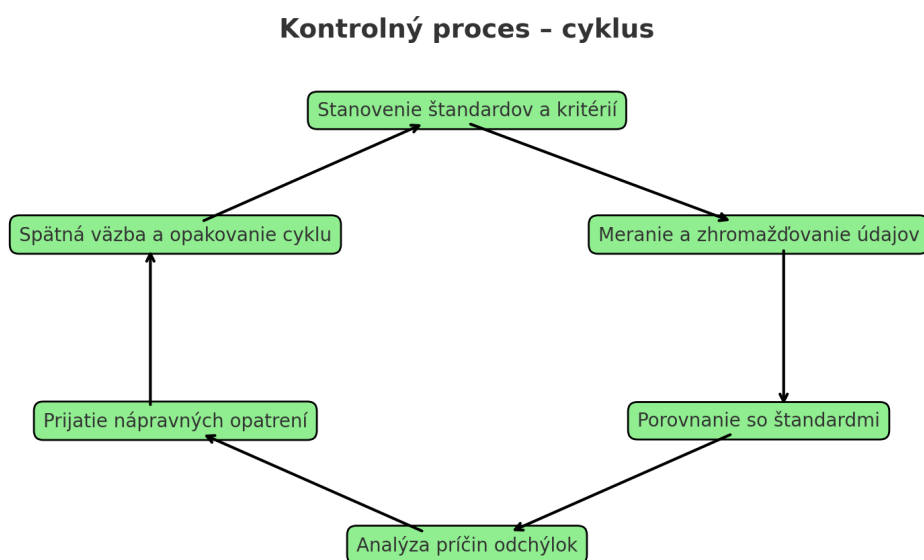 Kontrolný proces – cyklus
Stanovenie štandardov a kritérií
Spätná väzba a opakovanie cyklu
Meranie a zhromažďovanie údajov
Prijatie nápravných opatrení
Porovnanie so štandardmi
Analýza príčin odchýlok